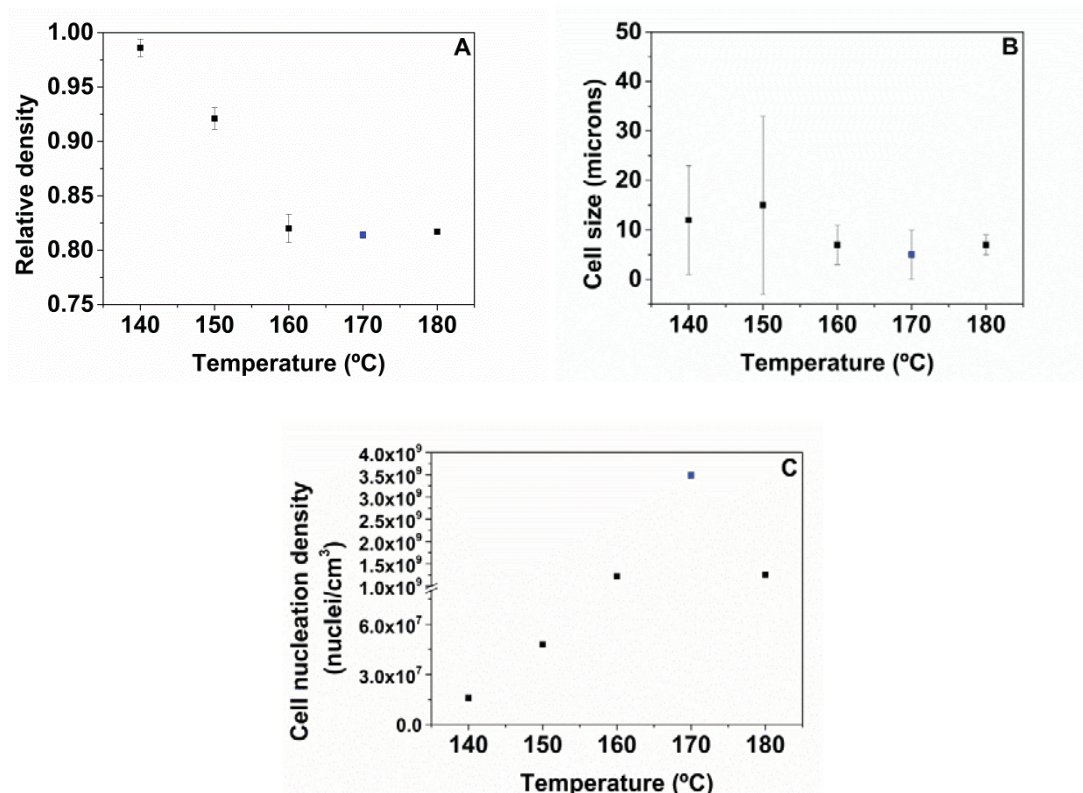 A
Relative density
1.00
0.95
0.90
0.85
0.80
0.75
140 150 160 170 180
Temperature (ºC)
B
Cell size (microns)
50
40
30
20
10
0
140 150 160 170 180
Temperature (ºC)
C
Cell nucleation density
(nuclei/cm³)
4.0x10⁹
3.5x10⁹
3.0x10⁹
2.5x10⁹
2.0x10⁹
1.5x10⁹
1.0x10⁹
6.0x10⁷
3.0x10⁷
0.0
140 150 160 170 180
Temperature (ºC)